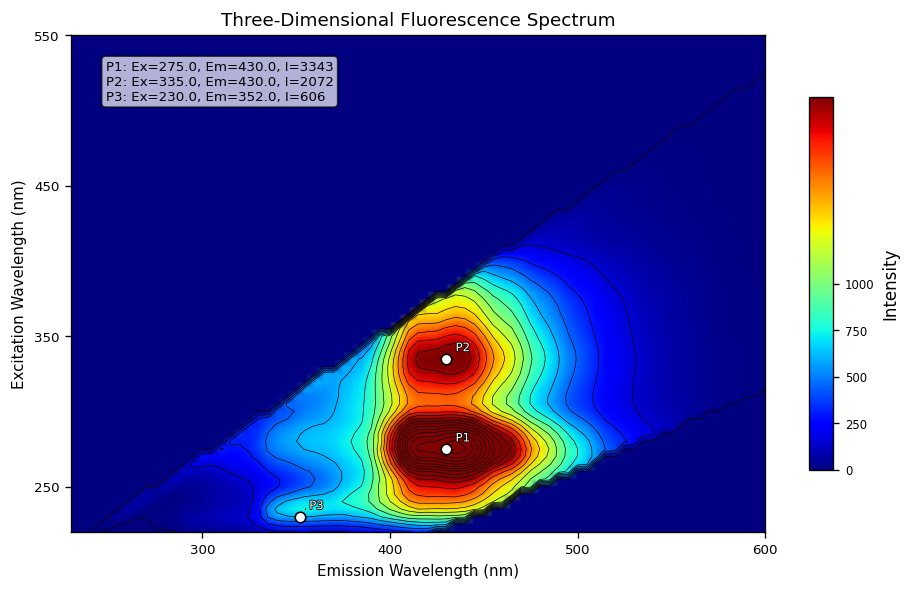 Three-Dimensional Fluorescence Spectrum
P1: Ex=275.0, Em=430.0, I=3343
P2: Ex=335.0, Em=430.0, I=2072
P3: Ex=230.0, Em=352.0, I=606
550
450
350
250
Excitation Wavelength (nm)
P2
P1
P3
300
400
500
600
Emission Wavelength (nm)
1000
750
500
250
0
Intensity